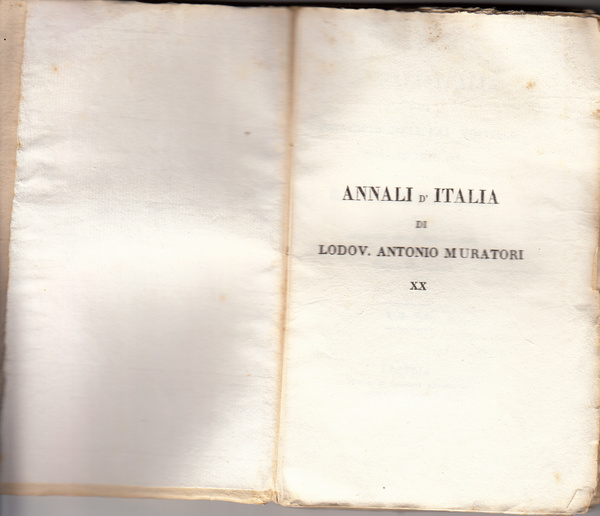 ANNALI D' ITALIA
DI
LODOV. ANTONIO MURATORI
XX